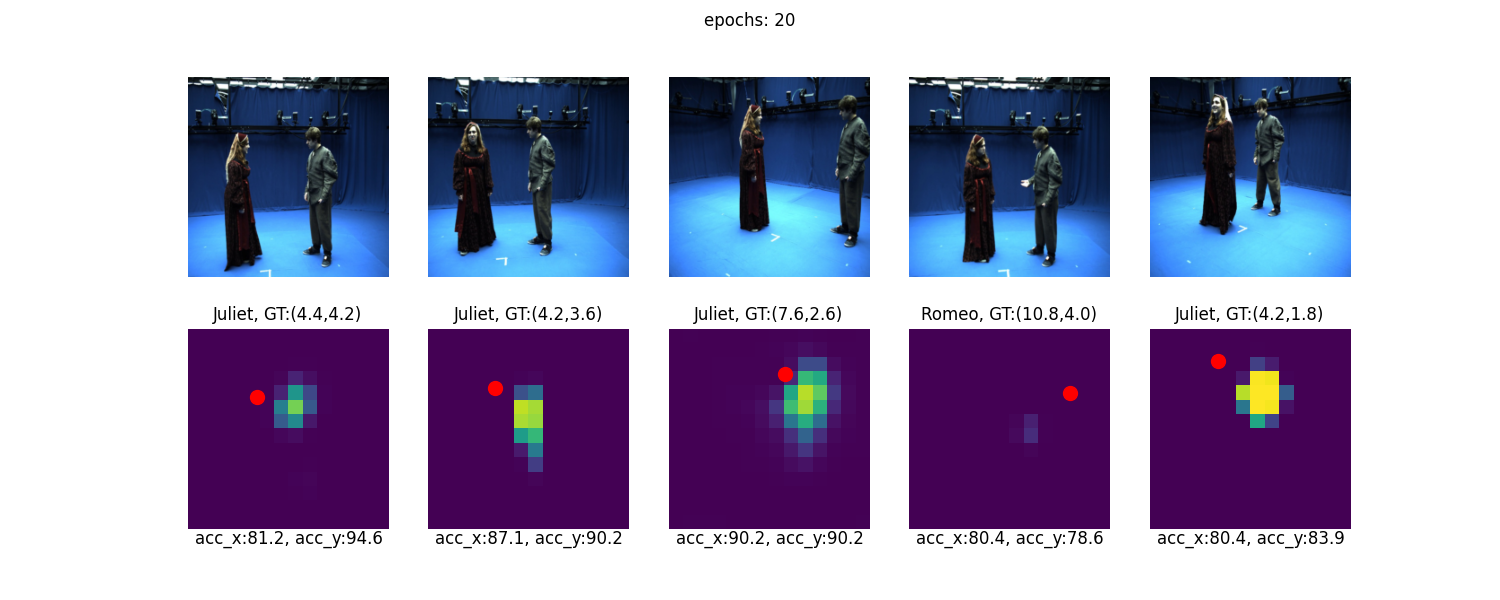 epochs: 20
Juliet, GT:(4.4,4.2)
Juliet, GT:(4.2,3.6)
Juliet, GT:(7.6,2.6)
Romeo, GT:(10.8,4.0)
Juliet, GT:(4.2,1.8)
acc_x:81.2, acc_y:94.6
acc_x:87.1, acc_y:90.2
acc_x:90.2, acc_y:90.2
acc_x:80.4, acc_y:78.6
acc_x:80.4, acc_y:83.9